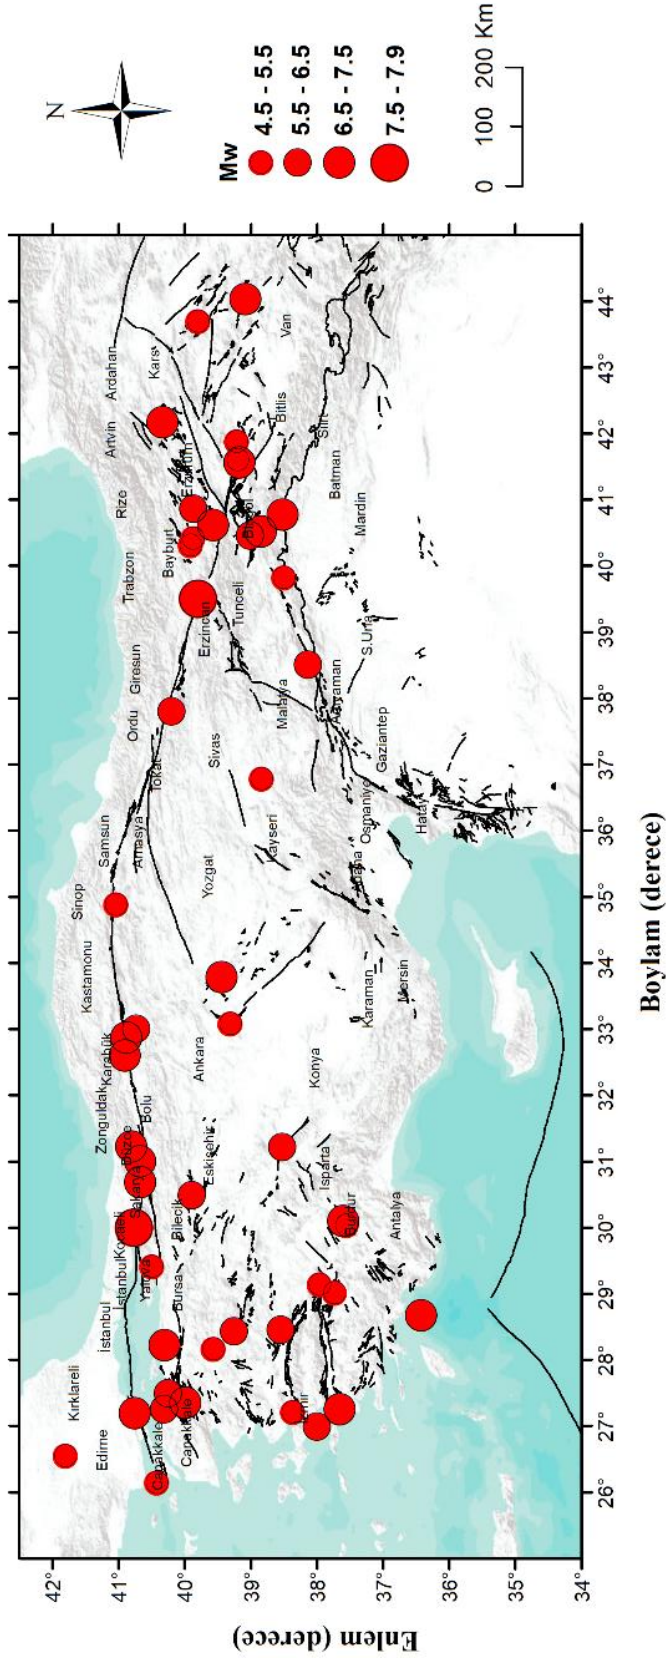 N
Mw
4.5 - 5.5
5.5 - 6.5
6.5 - 7.5
7.5 - 7.9
0 100 200 Km
Enlem (derece)
42°
41°
40°
39°
38°
37°
36°
35°
34°
Kırklareli
Edirne
İstanbul
İstanbul
Kocaeli
Yalova
Sakarya
Düzce
Zonguldak
Bolu
Karabük
Kastamonu
Sinop
Samsun
Amasya
Tokat
Ordu
Giresun
Trabzon
Rize
Artvin
Ardahan
Kars
Bayburt
Erzurum
Erzincan
Tunceli
Bingöl
Bitlis
Van
Siirt
Batman
Mardin
S.Urfa
Adıyaman
Malatya
Gaziantep
Osmaniye
Hatay
Adana
Kayseri
Sivas
Yozgat
Ankara
Konya
Karaman
Mersin
Eskisehir
Bilecik
Bursa
Çanakkale
Çanakkale
İzmir
Isparta
Burdur
Antalya
26°
27°
28°
29°
30°
31°
32°
33°
34°
35°
36°
37°
38°
39°
40°
41°
42°
43°
44°
Boylam (derece)